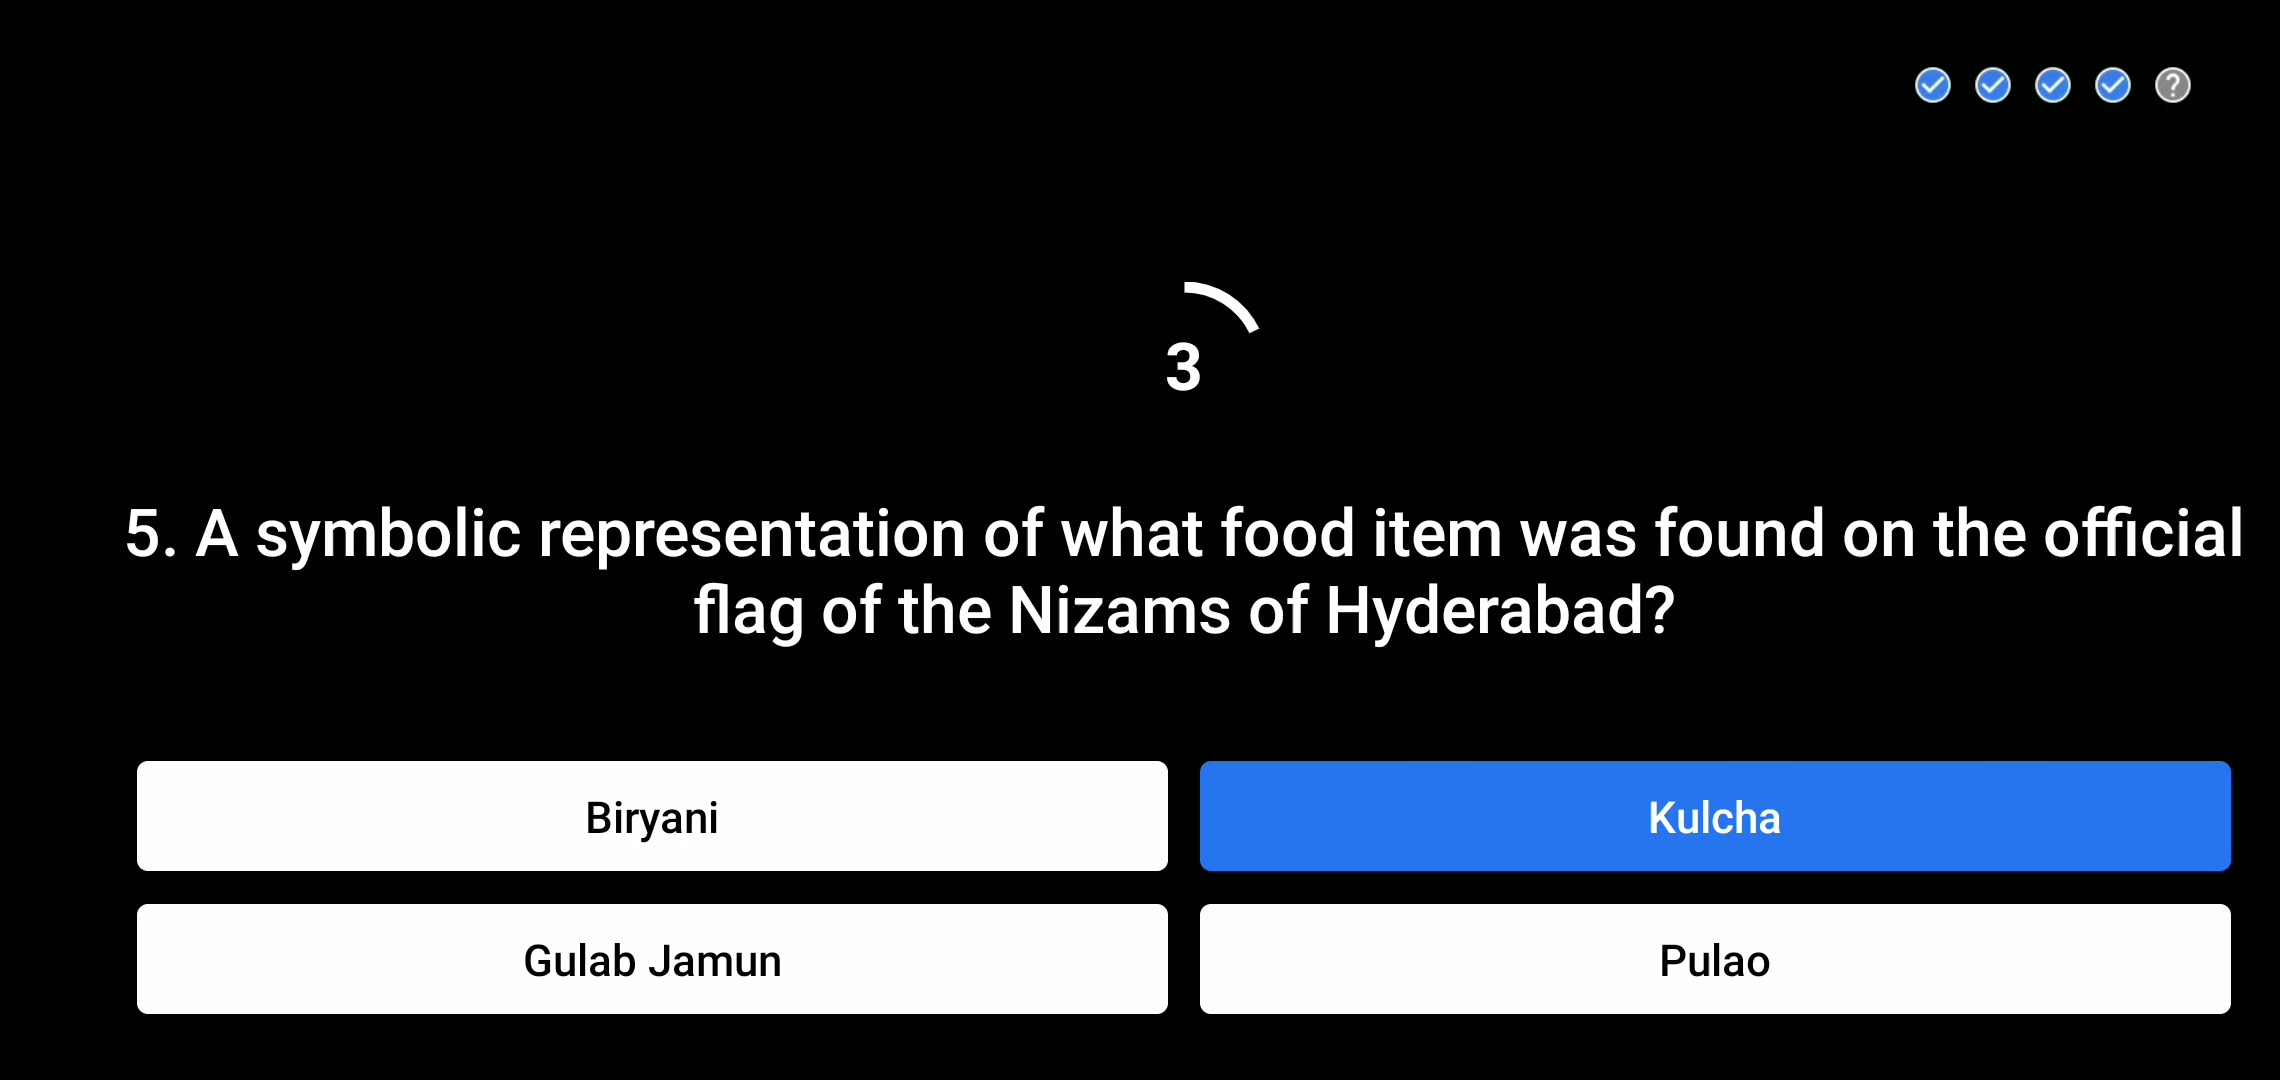 3
5. A symbolic representation of what food item was found on the official
flag of the Nizams of Hyderabad?
Biryani
Kulcha
Gulab Jamun
Pulao